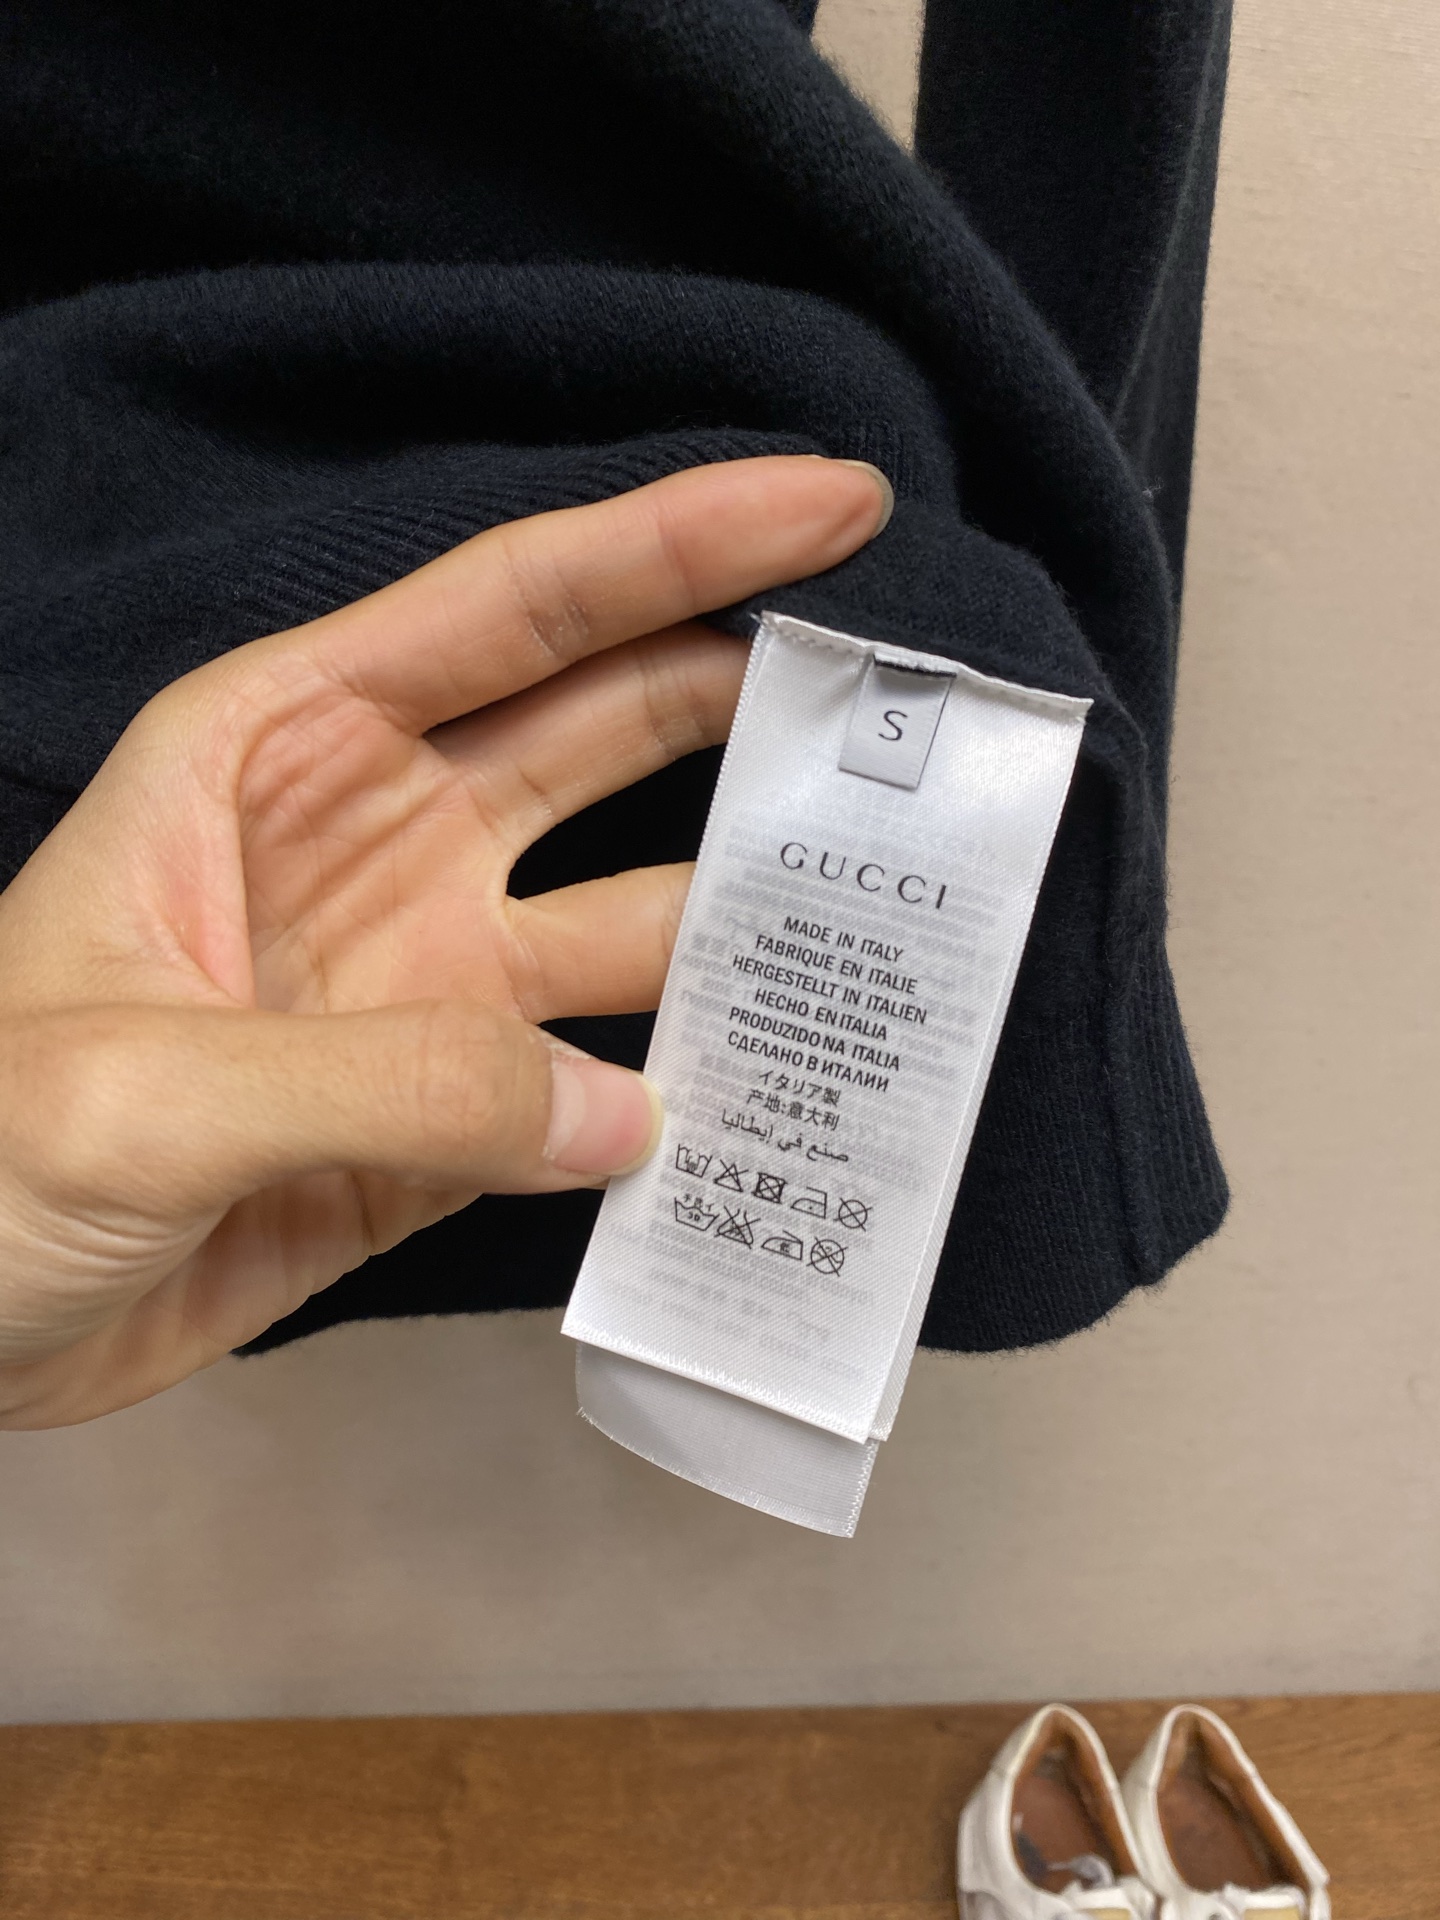 S
GUCCI
MADE IN ITALY
FABRIQUE EN ITALIE
HERGESTELLT IN ITALIEN
HECHO EN ITALIA
PRODUZIDO NA ITALIA
СДЕЛАНО В ИТАЛИИ
イタリア製
产地:意大利
صنع في إيطاليا